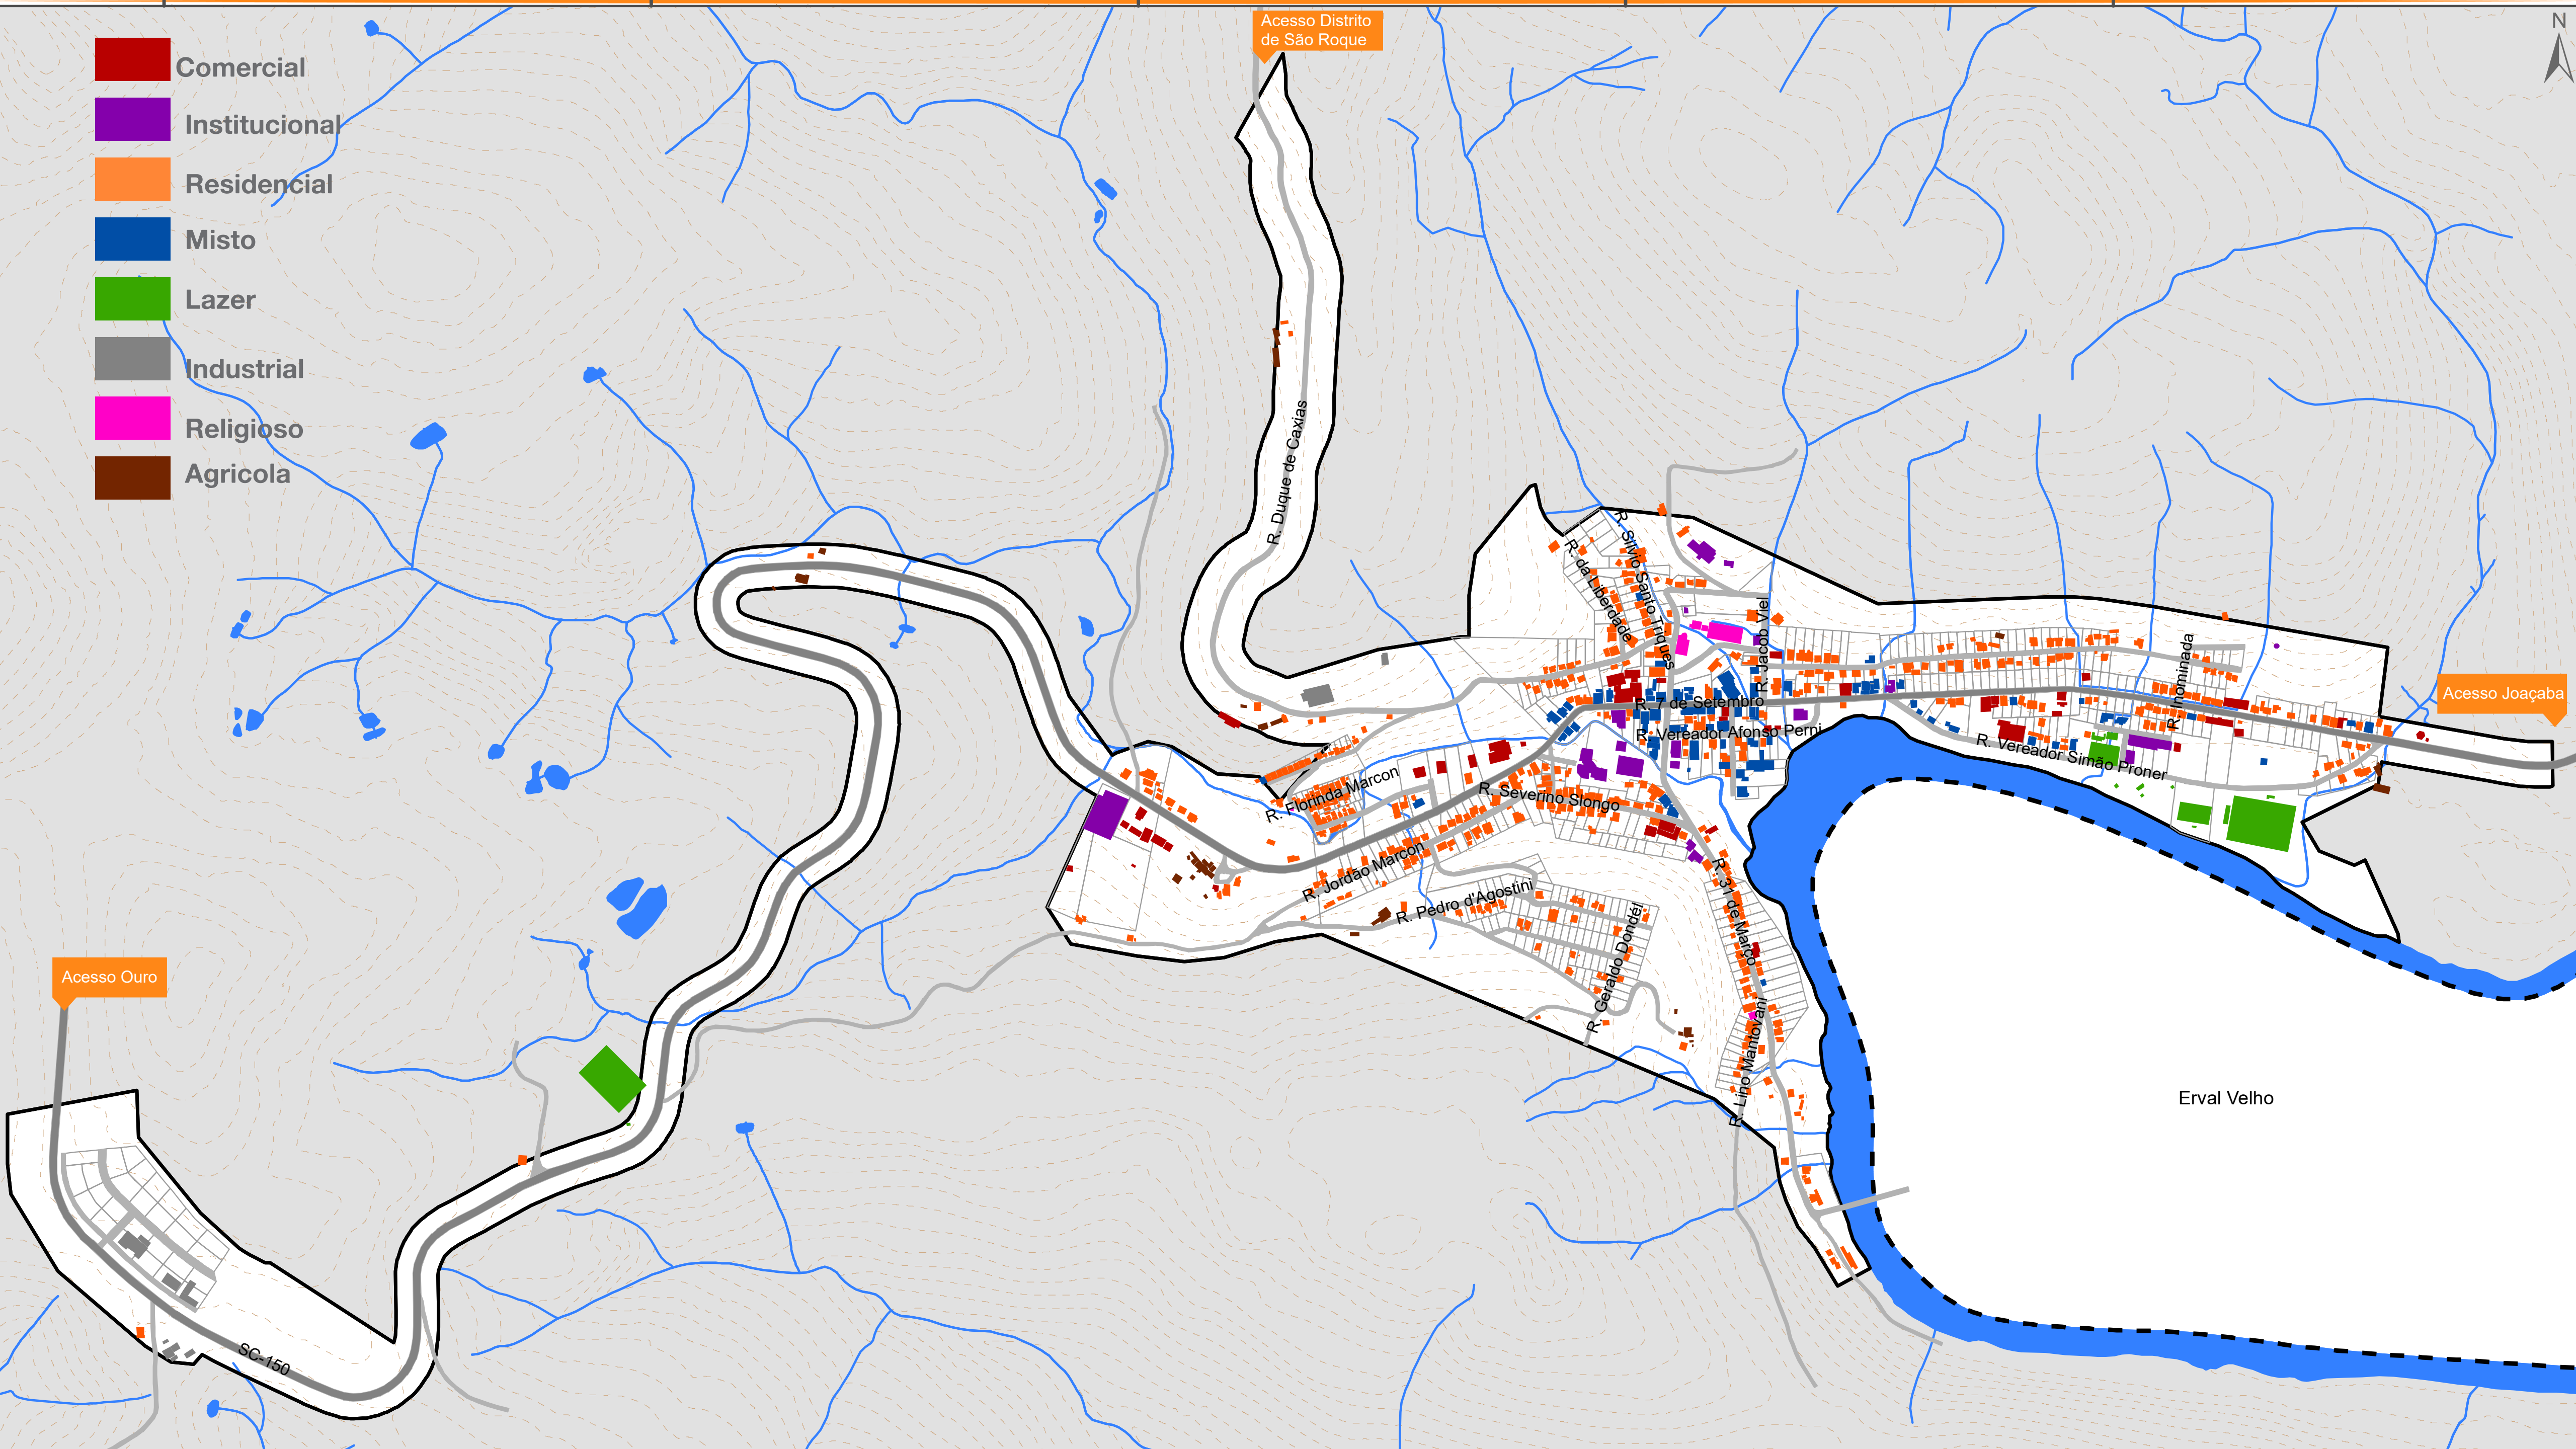 Acesso Distrito
de São Roque
N
Comercial
Institucional
Residencial
Misto
Lazer
Industrial
Religioso
Agricola
R. Duque de Caxias
R. Silvio Santo Triques
R. da Liberdade
R. Jacob Viel
R. Inominada
Acesso Joaçaba
R. 7 de Setembro
R. Vereador Afonso Perni
R. Vereador Simão Proner
R. Florinda Marcon
R. Severino Slongo
R. Jordão Marcon
R. Pedro d'Agostini
R. 31 de Março
R. Geraldo Dondél
Acesso Ouro
R. Lino Mantovani
Erval Velho
SC-150